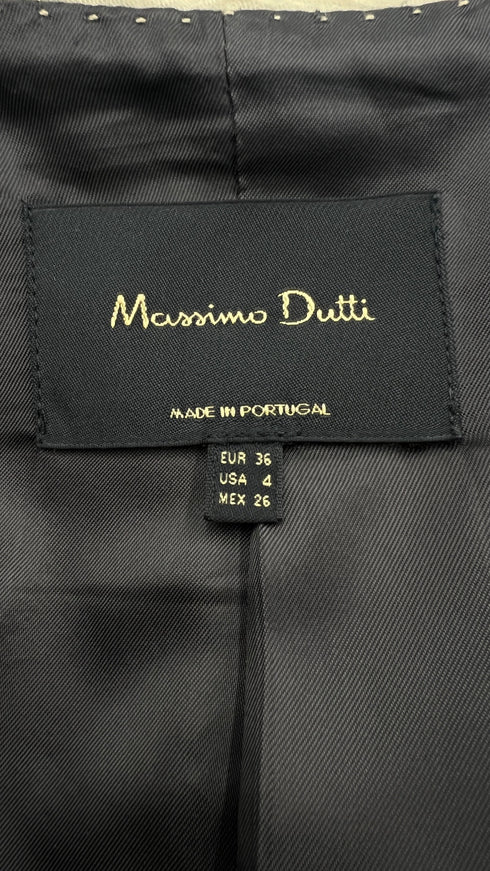 Massimo Dutti
MADE IN PORTUGAL
EUR 36
USA 4
MEX 26